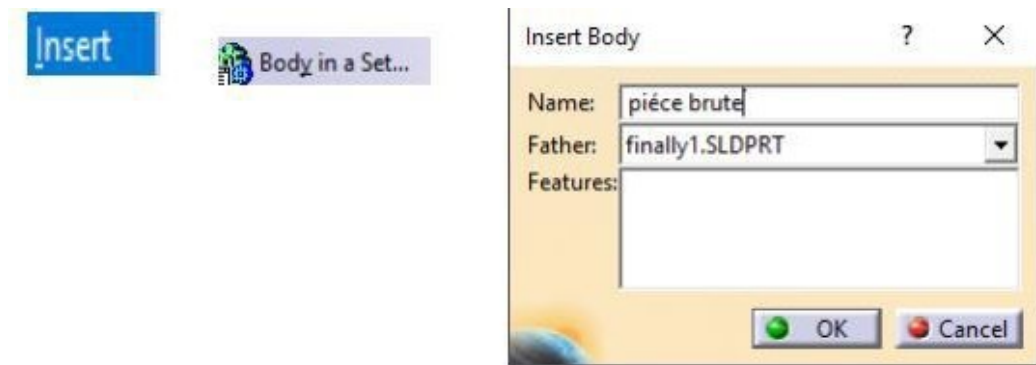 Insert
Body in a Set...
Insert Body ? X
Name: piéce brute
Father: finally1.SLDPRT
Features:
OK Cancel